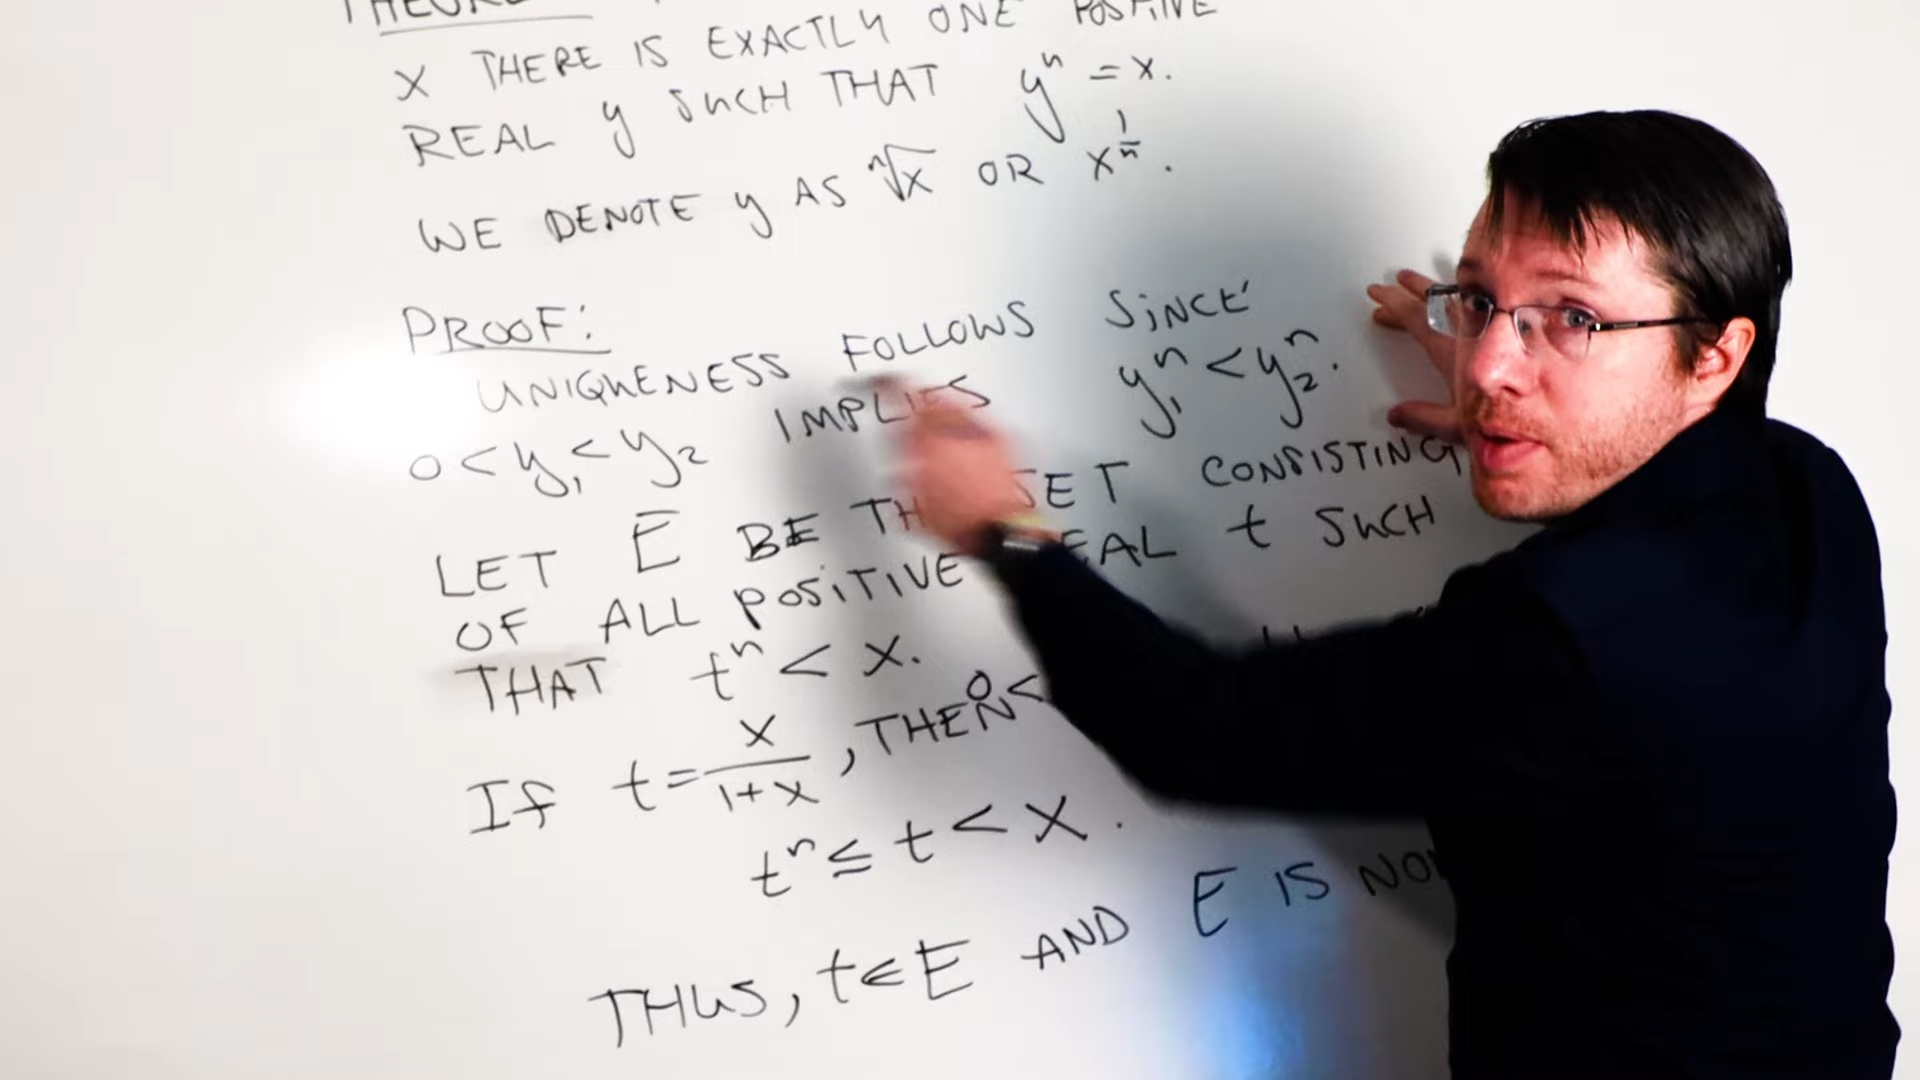 THEOREM
X THERE IS EXACTLY ONE POSITIVE
REAL y SUCH THAT yⁿ = x.
WE DENOTE y AS ⁿ√x OR x^(1/n).
PROOF:
UNIQUENESS FOLLOWS SINCE
0 < y₁ < y₂ IMPLIES y₁ⁿ < y₂ⁿ.
LET E BE THE SET CONSISTING
OF ALL POSITIVE REAL t SUCH
THAT tⁿ < X.
If t = x/(1+x), THEN 0 <
tⁿ ≤ t < X.
THUS, t ∈ E AND E IS